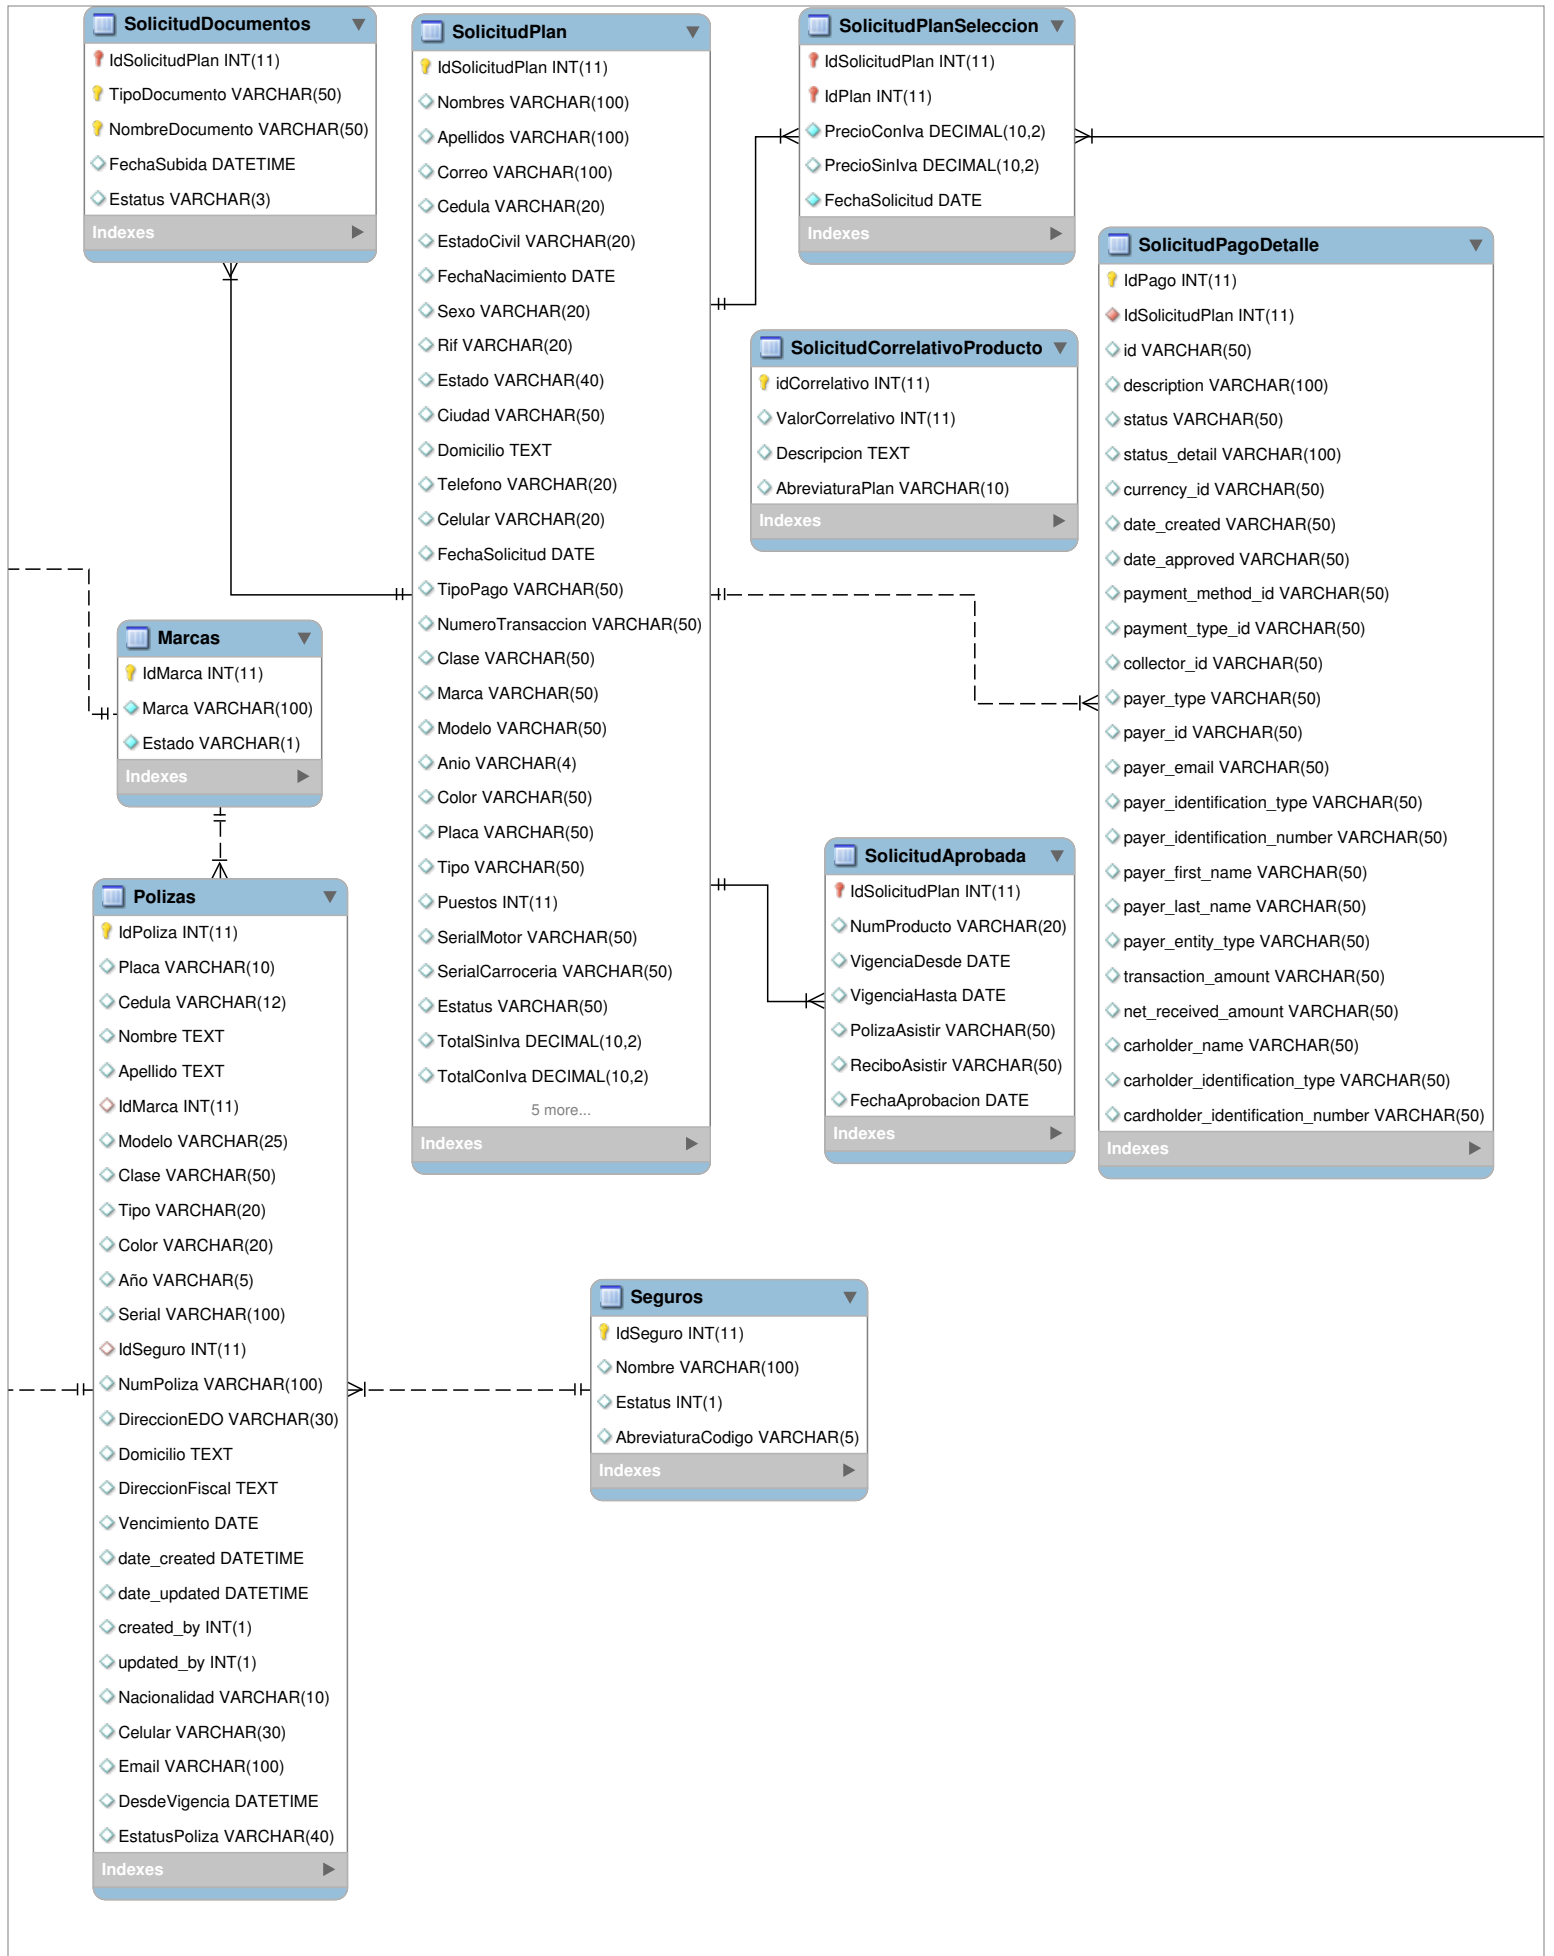 SolicitudDocumentos
IdSolicitudPlan INT(11)
TipoDocumento VARCHAR(50)
NombreDocumento VARCHAR(50)
FechaSubida DATETIME
Estatus VARCHAR(3)
Indexes
SolicitudPlan
IdSolicitudPlan INT(11)
Nombres VARCHAR(100)
Apellidos VARCHAR(100)
Correo VARCHAR(100)
Cedula VARCHAR(20)
EstadoCivil VARCHAR(20)
FechaNacimiento DATE
Sexo VARCHAR(20)
Rif VARCHAR(20)
Estado VARCHAR(40)
Ciudad VARCHAR(50)
Domicilio TEXT
Telefono VARCHAR(20)
Celular VARCHAR(20)
FechaSolicitud DATE
TipoPago VARCHAR(50)
NumeroTransaccion VARCHAR(50)
Clase VARCHAR(50)
Marca VARCHAR(50)
Modelo VARCHAR(50)
Anio VARCHAR(4)
Color VARCHAR(50)
Placa VARCHAR(50)
Tipo VARCHAR(50)
Puestos INT(11)
SerialMotor VARCHAR(50)
SerialCarroceria VARCHAR(50)
Estatus VARCHAR(50)
TotalSinIva DECIMAL(10,2)
TotalConIva DECIMAL(10,2)
5 more...
Indexes
SolicitudPlanSeleccion
IdSolicitudPlan INT(11)
IdPlan INT(11)
PrecioConIva DECIMAL(10,2)
PrecioSinIva DECIMAL(10,2)
FechaSolicitud DATE
Indexes
SolicitudPagoDetalle
IdPago INT(11)
IdSolicitudPlan INT(11)
id VARCHAR(50)
description VARCHAR(100)
status VARCHAR(50)
status_detail VARCHAR(100)
currency_id VARCHAR(50)
date_created VARCHAR(50)
date_approved VARCHAR(50)
payment_method_id VARCHAR(50)
payment_type_id VARCHAR(50)
collector_id VARCHAR(50)
payer_type VARCHAR(50)
payer_id VARCHAR(50)
payer_email VARCHAR(50)
payer_identification_type VARCHAR(50)
payer_identification_number VARCHAR(50)
payer_first_name VARCHAR(50)
payer_last_name VARCHAR(50)
payer_entity_type VARCHAR(50)
transaction_amount VARCHAR(50)
net_received_amount VARCHAR(50)
carholder_name VARCHAR(50)
carholder_identification_type VARCHAR(50)
cardholder_identification_number VARCHAR(50)
Indexes
SolicitudCorrelativoProducto
idCorrelativo INT(11)
ValorCorrelativo INT(11)
Descripcion TEXT
AbreviaturaPlan VARCHAR(10)
Indexes
Marcas
IdMarca INT(11)
Marca VARCHAR(100)
Estado VARCHAR(1)
Indexes
SolicitudAprobada
IdSolicitudPlan INT(11)
NumProducto VARCHAR(20)
VigenciaDesde DATE
VigenciaHasta DATE
PolizaAsistir VARCHAR(50)
ReciboAsistir VARCHAR(50)
FechaAprobacion DATE
Indexes
Polizas
IdPoliza INT(11)
Placa VARCHAR(10)
Cedula VARCHAR(12)
Nombre TEXT
Apellido TEXT
IdMarca INT(11)
Modelo VARCHAR(25)
Clase VARCHAR(50)
Tipo VARCHAR(20)
Color VARCHAR(20)
Año VARCHAR(5)
Serial VARCHAR(100)
IdSeguro INT(11)
NumPoliza VARCHAR(100)
DireccionEDO VARCHAR(30)
Domicilio TEXT
DireccionFiscal TEXT
Vencimiento DATE
date_created DATETIME
date_updated DATETIME
created_by INT(1)
updated_by INT(1)
Nacionalidad VARCHAR(10)
Celular VARCHAR(30)
Email VARCHAR(100)
DesdeVigencia DATETIME
EstatusPoliza VARCHAR(40)
Indexes
Seguros
IdSeguro INT(11)
Nombre VARCHAR(100)
Estatus INT(1)
AbreviaturaCodigo VARCHAR(5)
Indexes